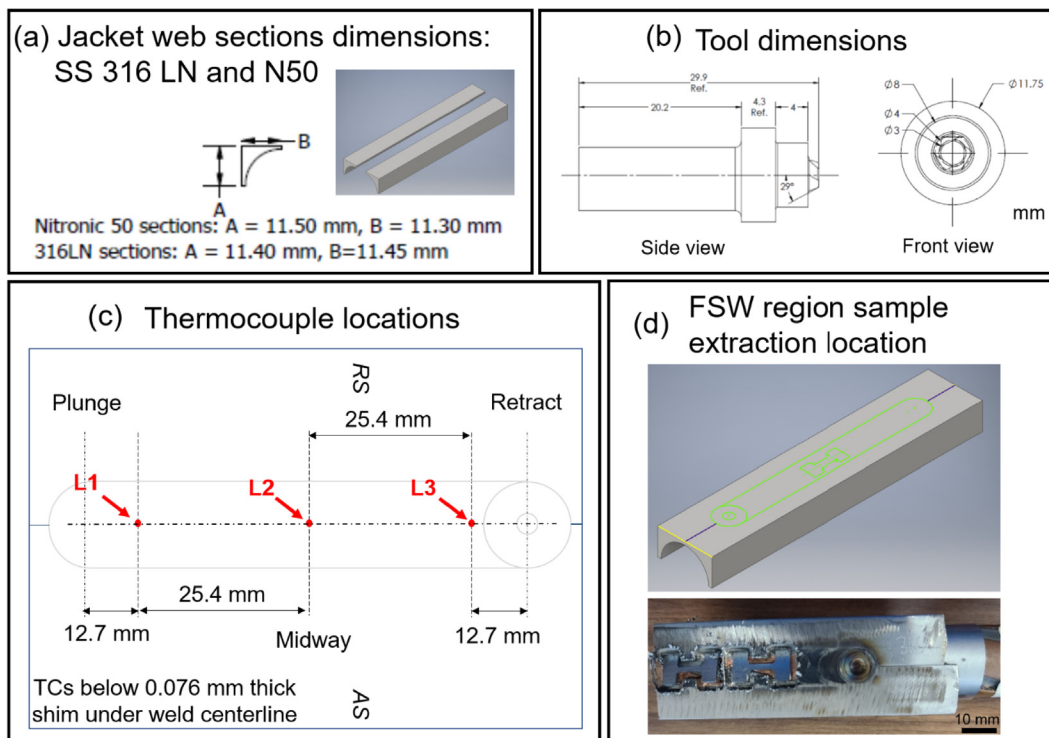 (a) Jacket web sections dimensions:
SS 316 LN and N50
B
A
Nitronic 50 sections: A = 11.50 mm, B = 11.30 mm
316LN sections: A = 11.40 mm, B=11.45 mm
(b) Tool dimensions
29.9
Ref.
20.2
4.3
Ref.
4
29°
Ø8
Ø4
Ø3
Ø11.75
mm
Side view
Front view
(c) Thermocouple locations
RS
Plunge
Retract
25.4 mm
L1
L2
L3
25.4 mm
12.7 mm
Midway
12.7 mm
TCs below 0.076 mm thick
shim under weld centerline
AS
(d) FSW region sample
extraction location
10 mm